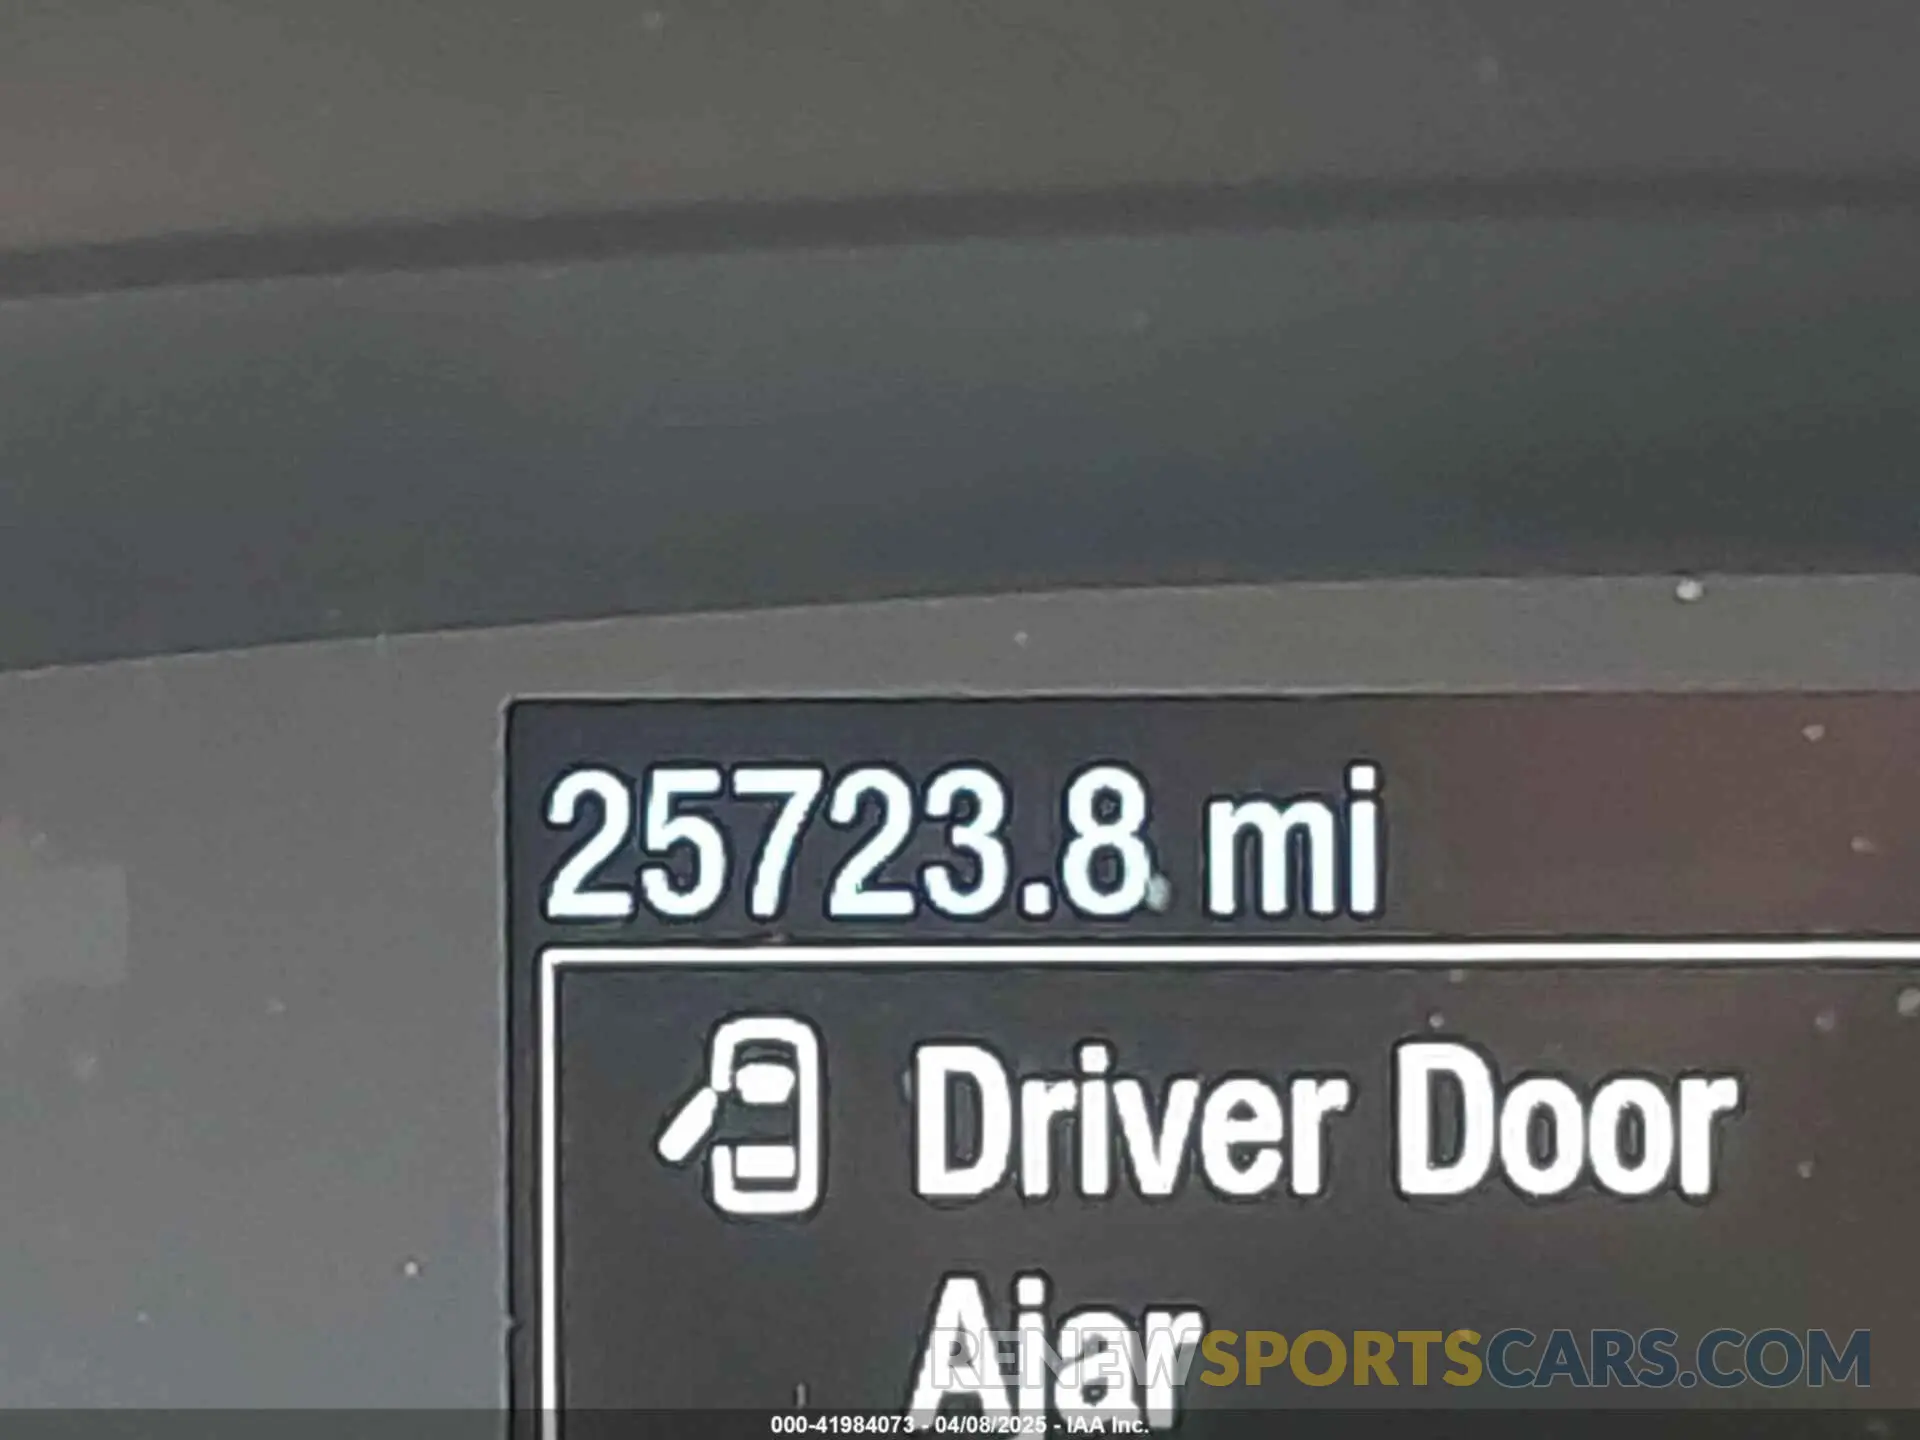 25723.8 mi
Driver Door
Ajar
RENEWSPORTSCARS.COM
000-41984073 - 04/08/2025 - IAA Inc.